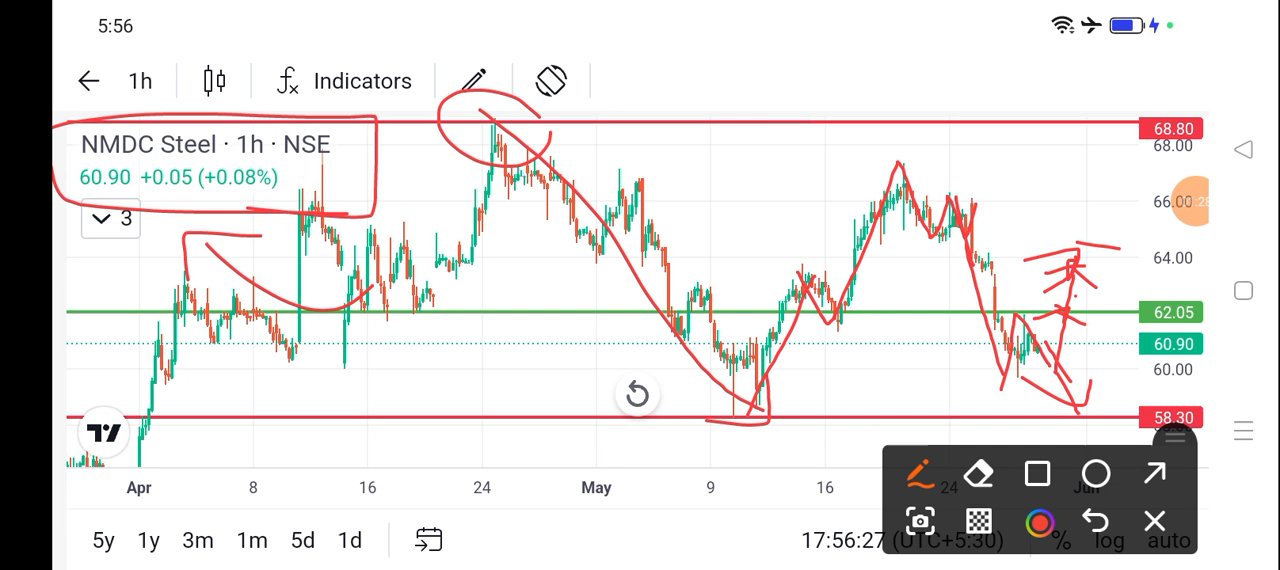 5:56
1h
Indicators
NMDC Steel · 1h · NSE
60.90 +0.05 (+0.08%)
3
68.80
68.00
66.00
64.00
62.05
60.90
60.00
58.30
Apr 8 16 24 May 9 16 24 Jun
5y 1y 3m 1m 5d 1d
17:56:27 (UTC+5:30) % log auto